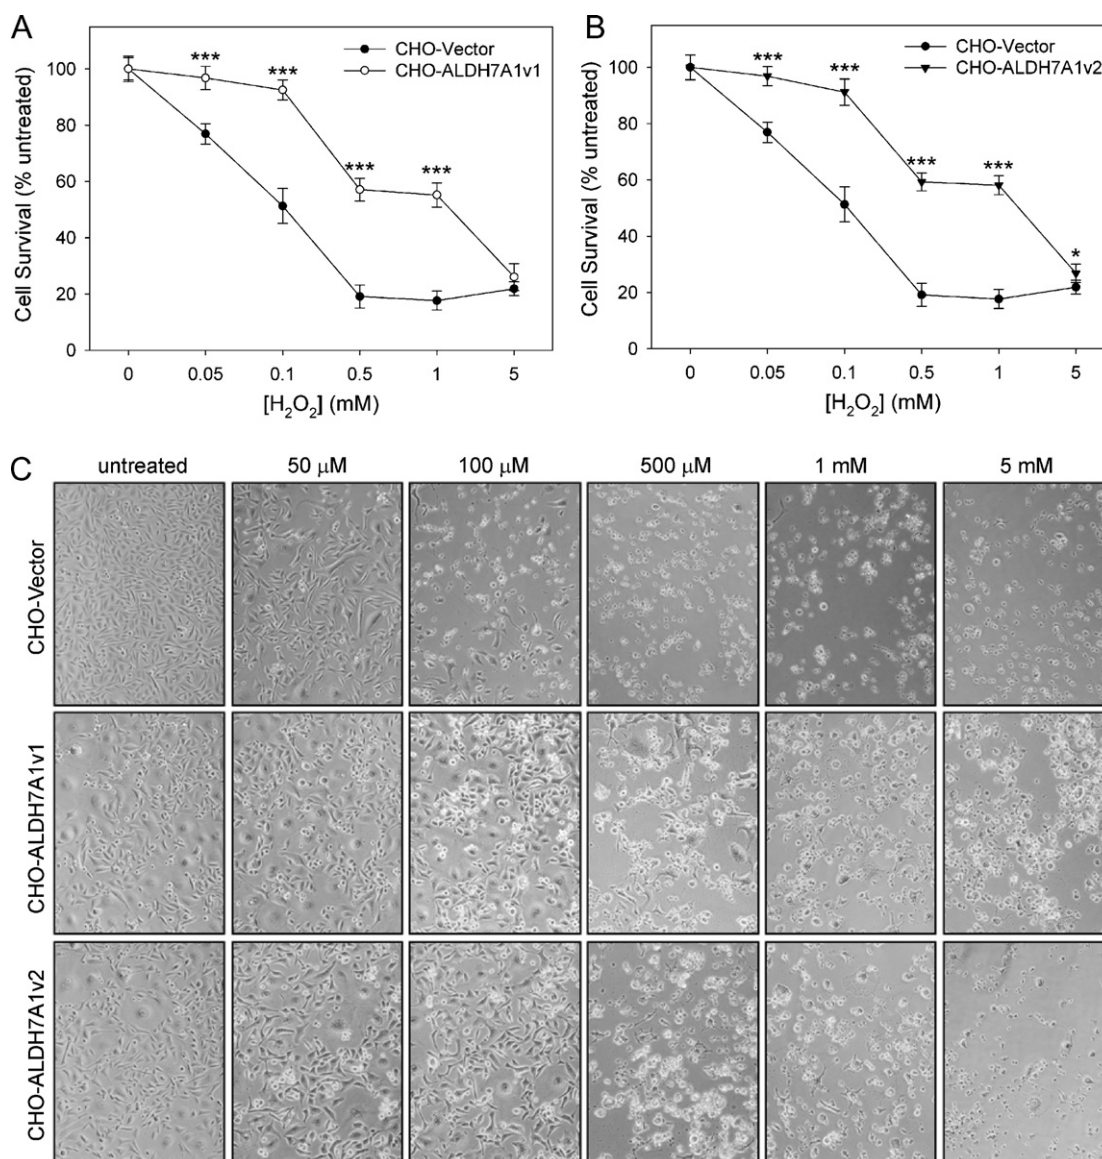 A
CHO-Vector
CHO-ALDH7A1v1
***
***
***
***
100
80
60
40
20
0
Cell Survival (% untreated)
0 0.05 0.1 0.5 1 5
[H₂O₂] (mM)
B
CHO-Vector
CHO-ALDH7A1v2
***
***
***
***
*
100
80
60
40
20
0
Cell Survival (% untreated)
0 0.05 0.1 0.5 1 5
[H₂O₂] (mM)
C
untreated 50 μM 100 μM 500 μM 1 mM 5 mM
CHO-Vector
CHO-ALDH7A1v1
CHO-ALDH7A1v2